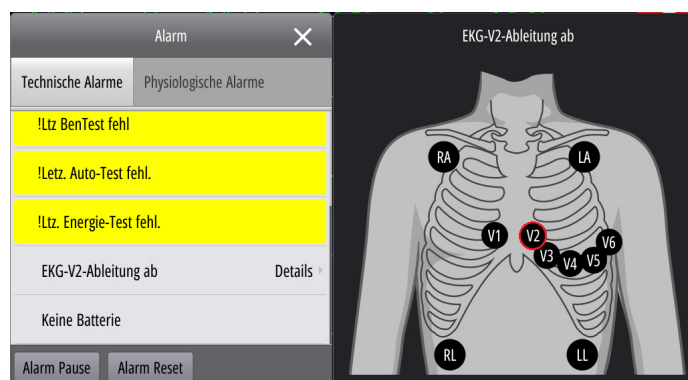 Alarm
Technische Alarme
Physiologische Alarme
!Ltz BenTest fehl
!Letz. Auto-Test fehl.
!Ltz. Energie-Test fehl.
EKG-V2-Ableitung ab
Details
Keine Batterie
Alarm Pause
Alarm Reset
EKG-V2-Ableitung ab
RA
LA
V1
V2
V6
V3
V4
V5
RL
LL